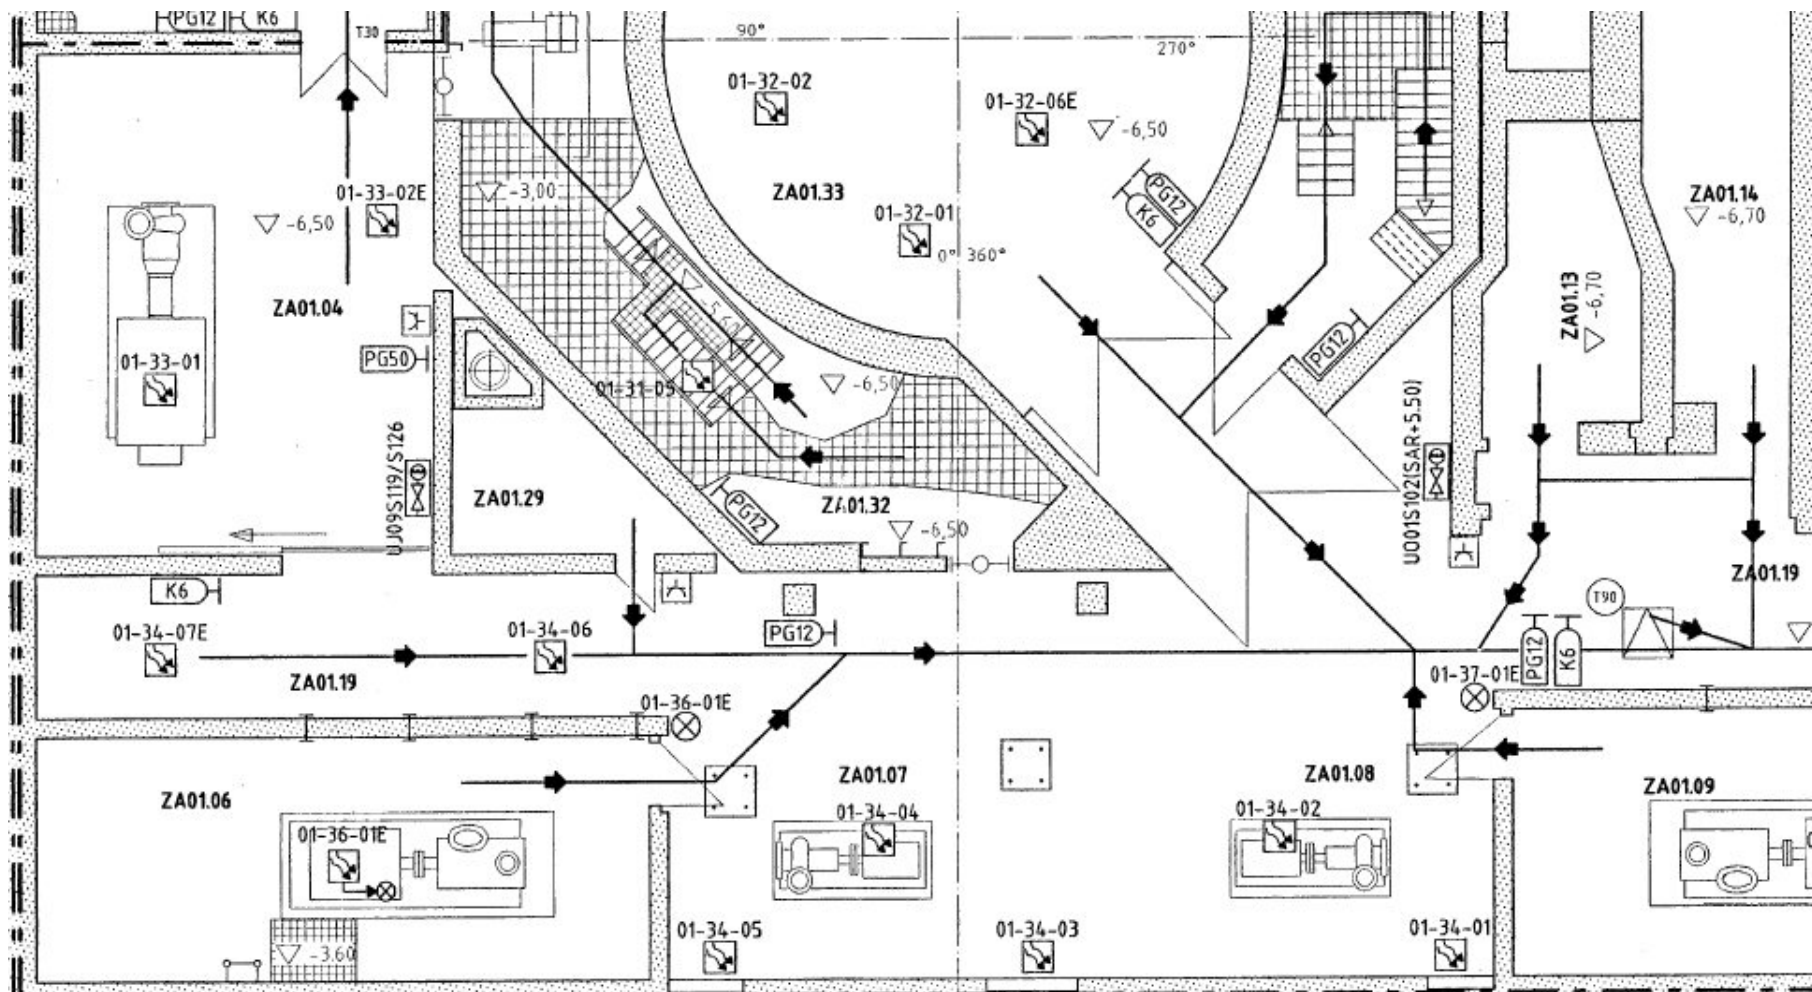 PG12
K6
T30
90°
270°
01-32-02
01-32-06E
-6,50
01-33-02E
-3,00
ZA01.33
PG12
K6
ZA01.14
-6,70
-6,50
01-32-01
0° 360°
ZA01.04
ZA01.13
-6,70
PG12
01-33-01
PG50
01-31-05
-6,50
UJ09S119/S126
ZA01.29
PG12
ZA01.32
-6,50
U001S102(SAR+5.50)
ZA01.19
K6
T90
01-34-07E
01-34-06
PG12
PG12
K6
ZA01.19
01-36-01E
01-37-01E
ZA01.06
ZA01.07
ZA01.08
ZA01.09
01-36-01E
01-34-04
01-34-02
-3.60
01-34-05
01-34-03
01-34-01